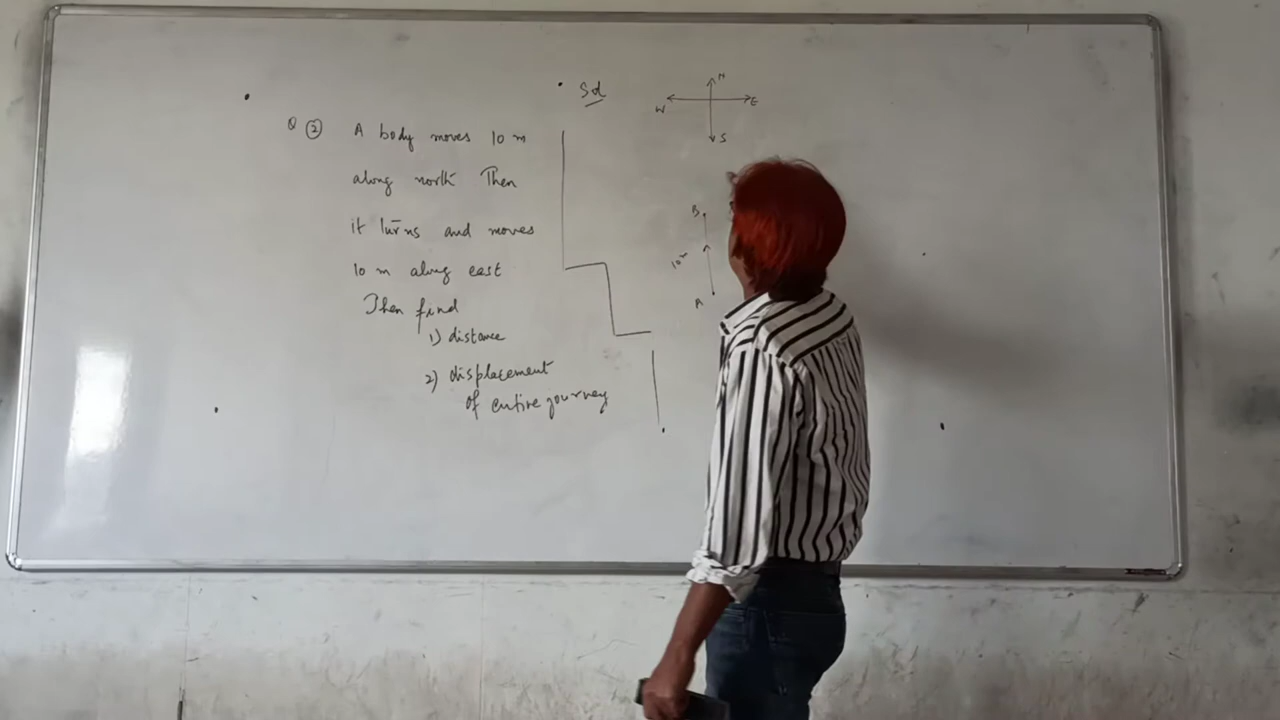 Sol
N
W E
S
Q ② A body moves 10 m
along north Then
it turns and moves
10 m along east
Then find
1) distance
2) displacement
of entire journey
B
10m
A